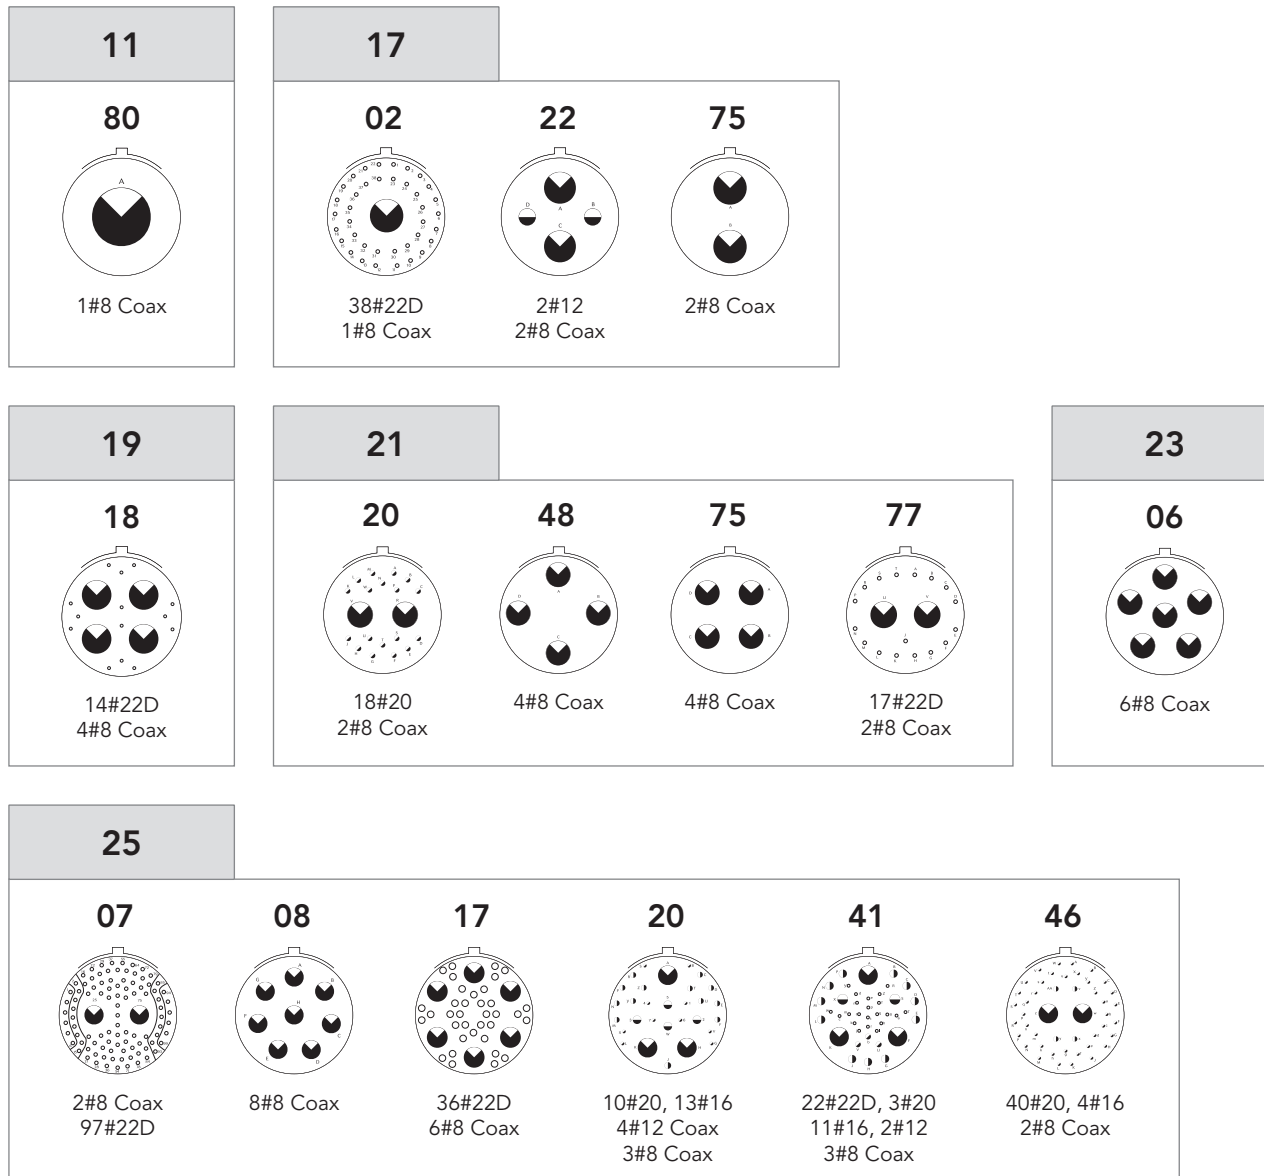 11
17
80
02
22
75
A
D
A
B
C
A
B
1#8 Coax
38#22D
1#8 Coax
2#12
2#8 Coax
2#8 Coax
19
21
23
18
20
48
75
77
06
14#22D
4#8 Coax
18#20
2#8 Coax
4#8 Coax
4#8 Coax
17#22D
2#8 Coax
6#8 Coax
25
07
08
17
20
41
46
2#8 Coax
97#22D
8#8 Coax
36#22D
6#8 Coax
10#20, 13#16
4#12 Coax
3#8 Coax
22#22D, 3#20
11#16, 2#12
3#8 Coax
40#20, 4#16
2#8 Coax